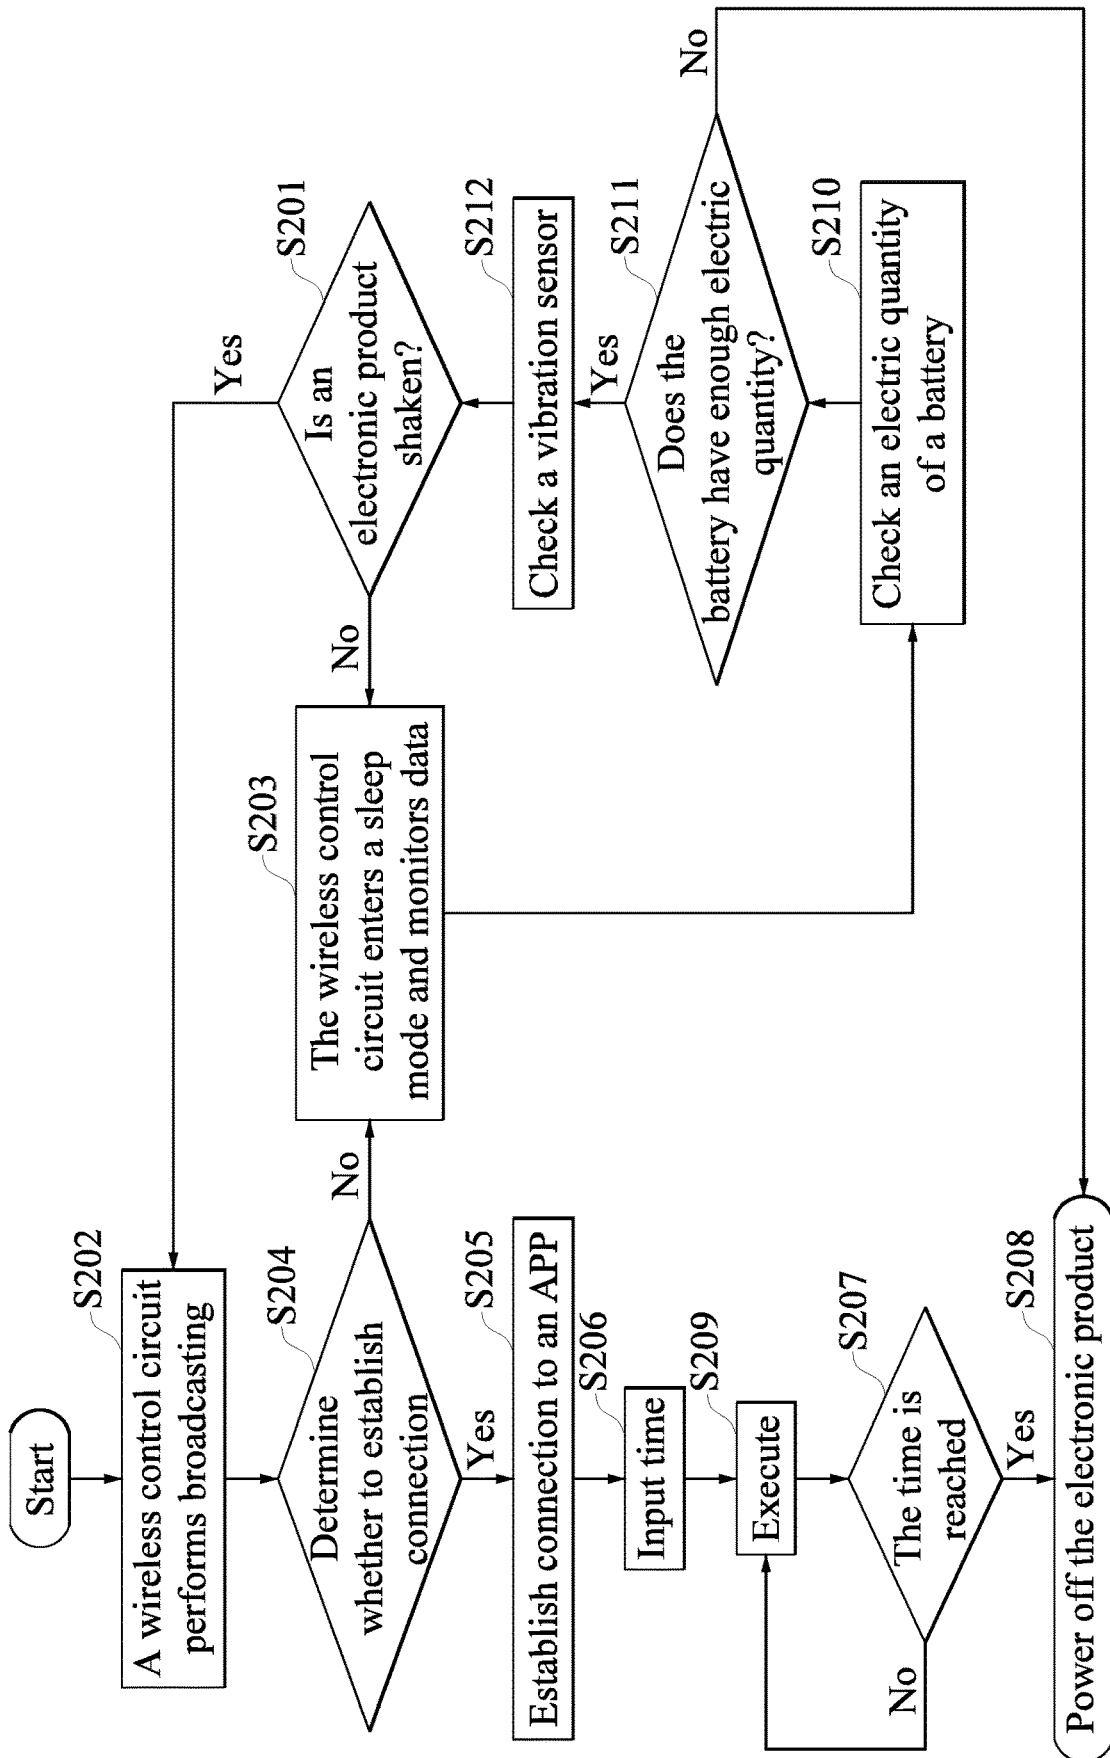 Start
S202
A wireless control circuit
performs broadcasting
S204
Determine
whether to establish
connection
No
Yes
S205
Establish connection to an APP
S206
Input time
S209
Execute
S207
The time is
reached
No
Yes
S208
Power off the electronic product
S203
The wireless control
circuit enters a sleep
mode and monitors data
No
S201
Is an
electronic product
shaken?
Yes
S212
Check a vibration sensor
Yes
S211
Does the
battery have enough electric
quantity?
No
S210
Check an electric quantity
of a battery